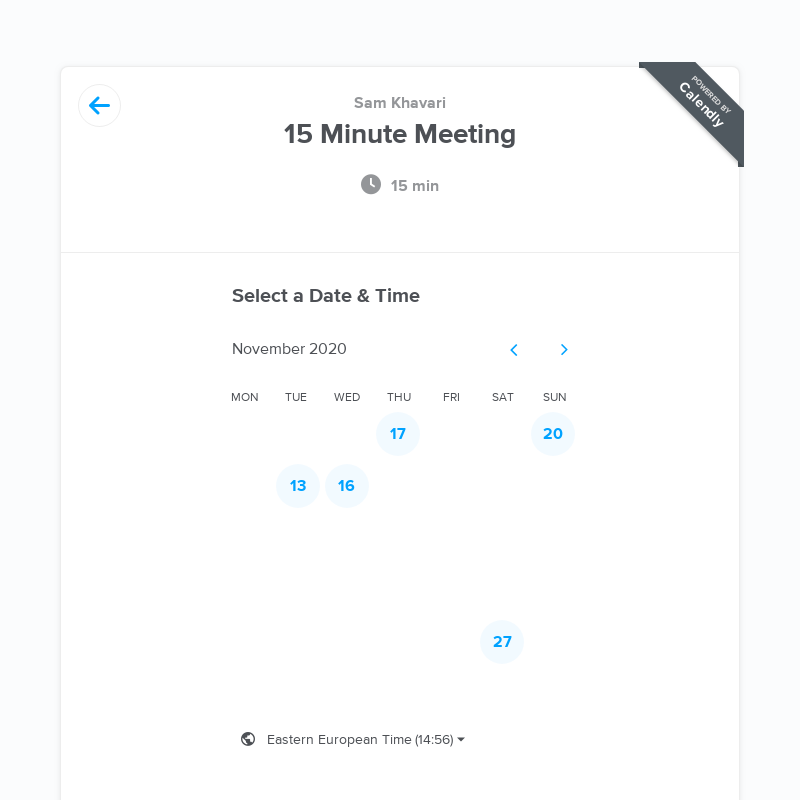 Sam Khavari
15 Minute Meeting
15 min
POWERED BY
Calendly
Select a Date & Time
November 2020
MON TUE WED THU FRI SAT SUN
17 20
13 16
27
Eastern European Time (14:56)